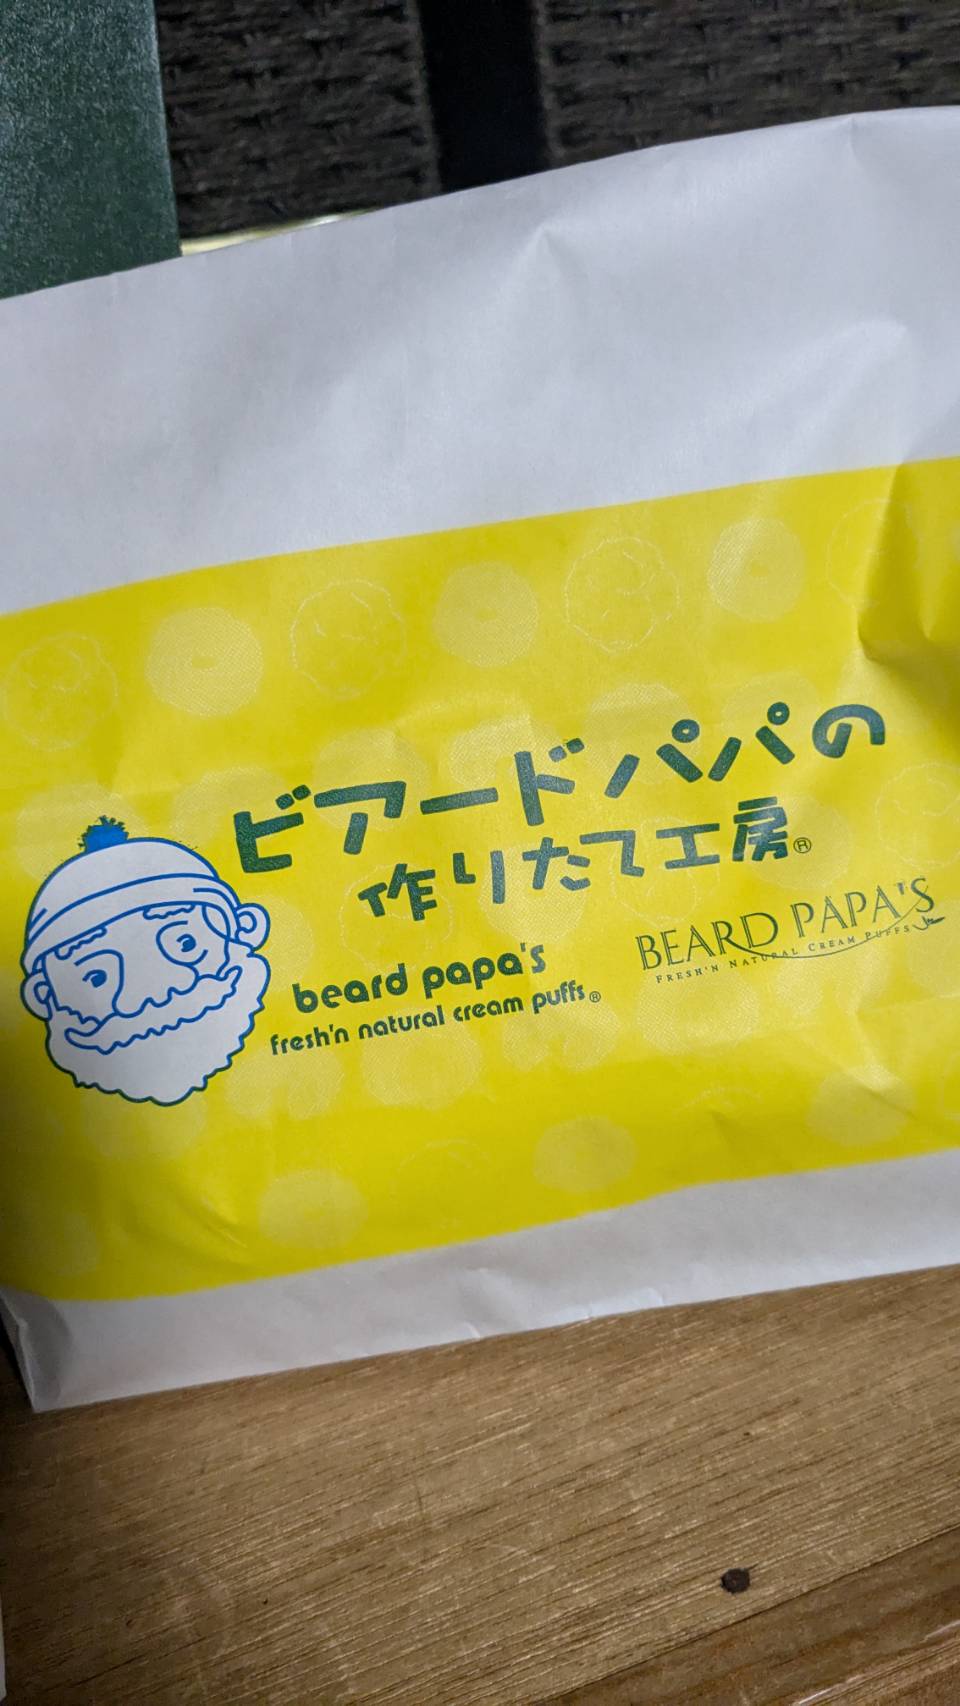 ビアードパパの
作りたて工房®
beard papa's
fresh'n natural cream puffs®
BEARD PAPA'S
FRESH'N NATURAL CREAM PUFFS